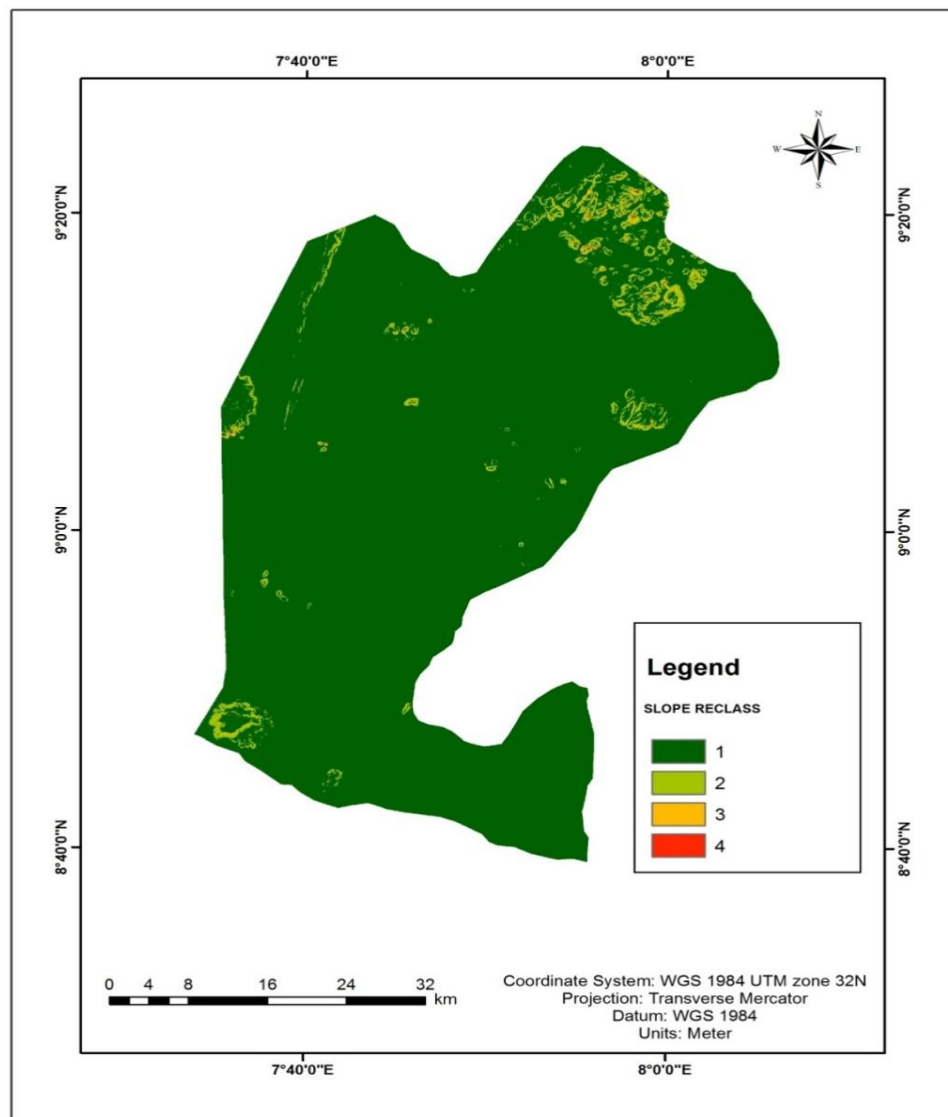 7°40'0"E 8°0'0"E
N
W E
S
9°20'0"N 9°20'0"N
9°0'0"N 9°0'0"N
Legend
SLOPE RECLASS
1
2
3
4
8°40'0"N 8°40'0"N
0 4 8 16 24 32
km
Coordinate System: WGS 1984 UTM zone 32N
Projection: Transverse Mercator
Datum: WGS 1984
Units: Meter
7°40'0"E 8°0'0"E